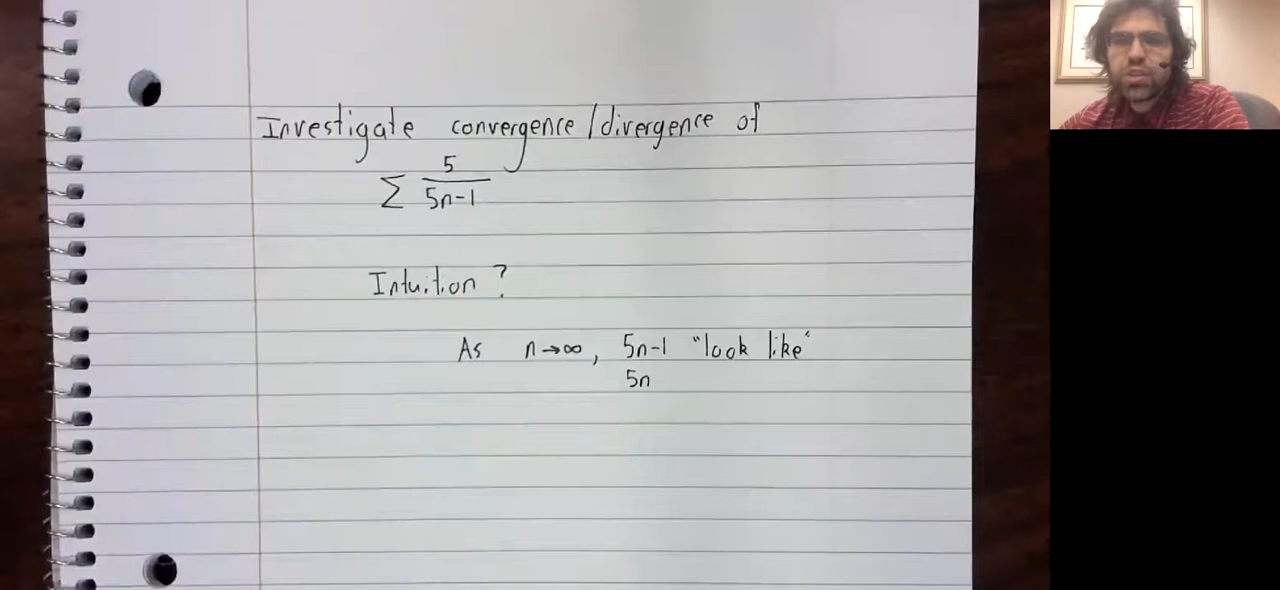 Investigate convergence/divergence of
∑ 5/(5n-1)
Intuition?
As n→∞, 5n-1 "look like"
5n